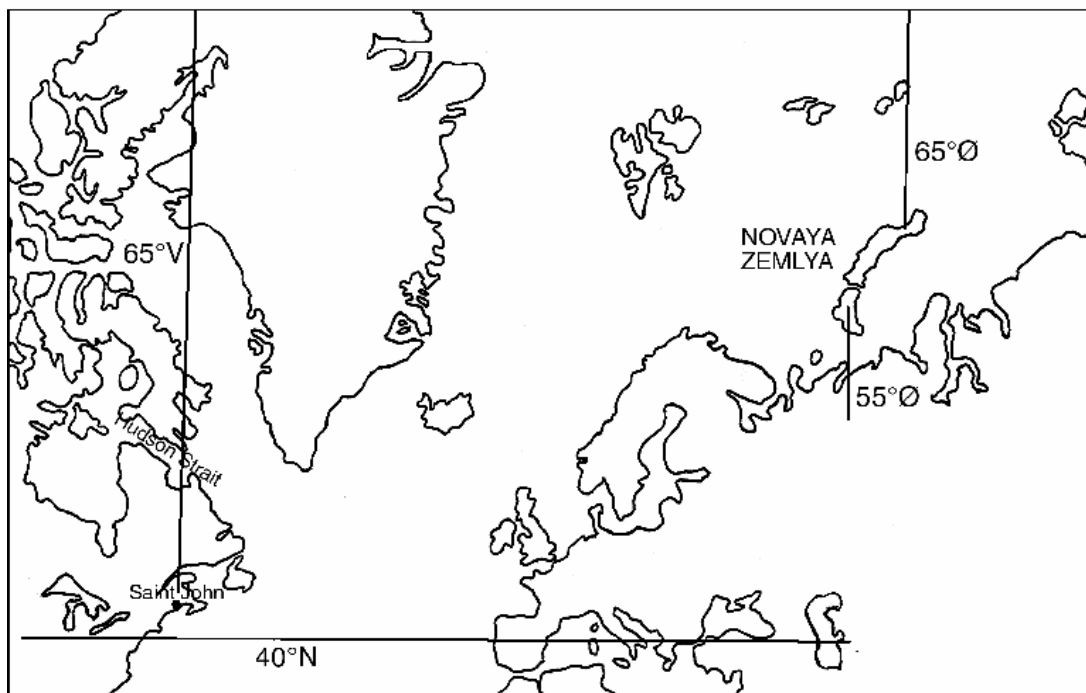 65°Ø
NOVAYA
ZEMLYA
65°V
55°Ø
Hudson Strait
Saint John
40°N